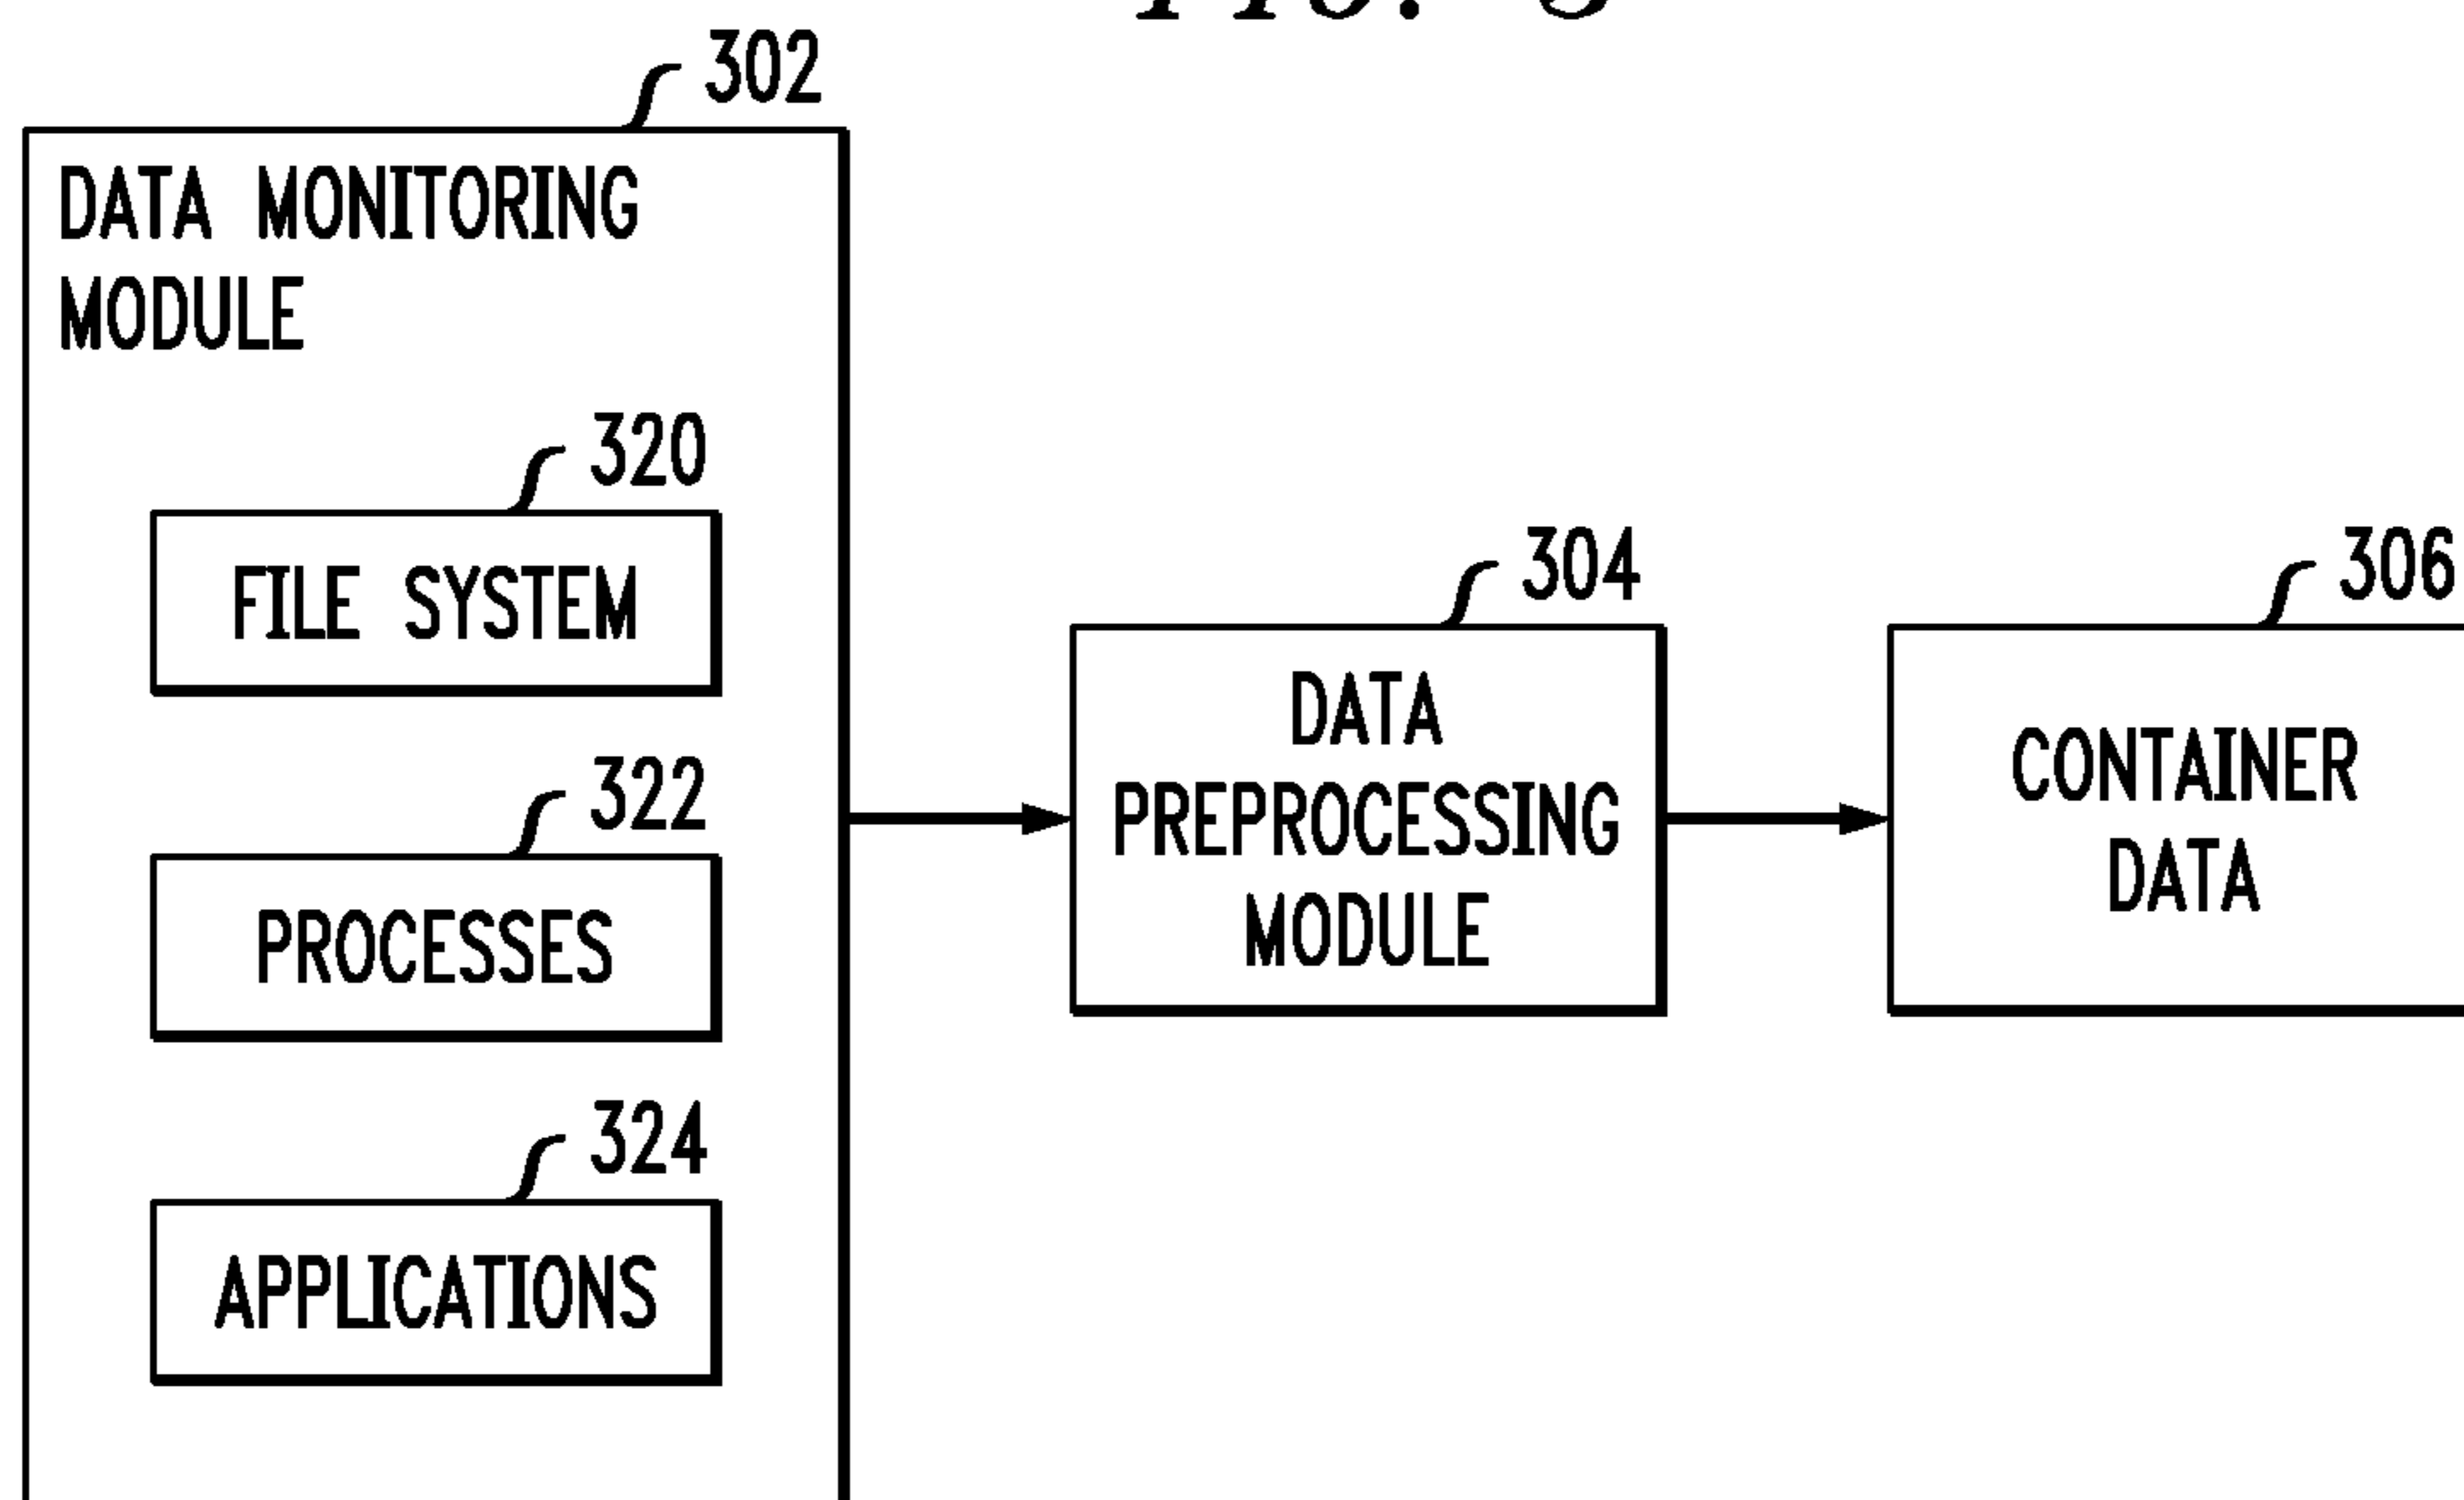 302
DATA MONITORING
MODULE
320
FILE SYSTEM
322
PROCESSES
324
APPLICATIONS
304
DATA
PREPROCESSING
MODULE
306
CONTAINER
DATA